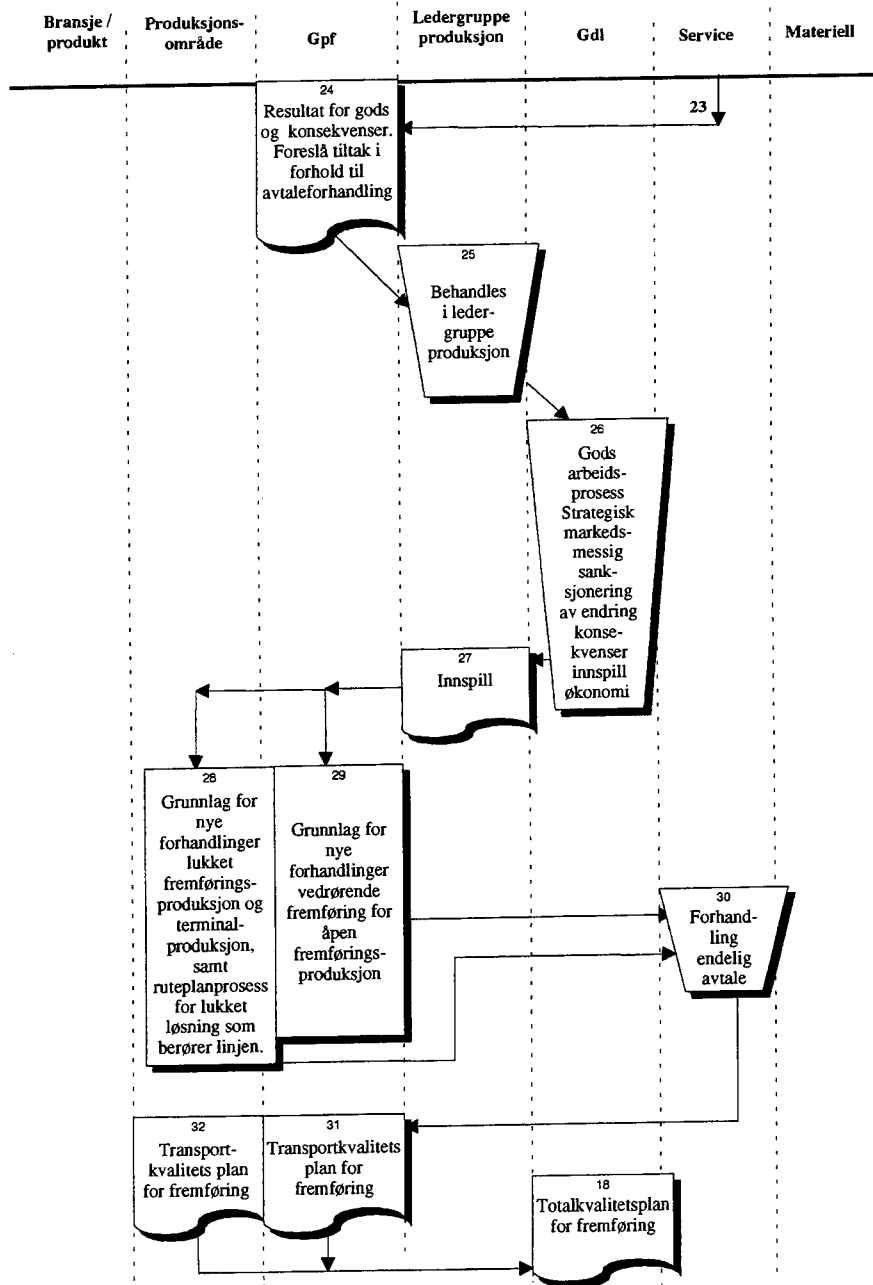 Bransje /
produkt
Produksjons-
område
Gpf
Ledergruppe
produksjon
Gdl
Service
Materiell
24
Resultat for gods
og konsekvenser.
Foreslå tiltak i
forhold til
avtaleforhandling
23
25
Behandles
i leder-
gruppe
produksjon
26
Gods
arbeids-
prosess
Strategisk
markeds-
messig
sank-
sjonering
av endring
konse-
kvenser
innspill
økonomi
27
Innspill
28
Grunnlag for
nye
forhandlinger
lukket
fremførings-
produksjon og
terminal-
produksjon,
samt
ruteplanprosess
for lukket
løsning som
berører linjen.
29
Grunnlag for
nye
forhandlinger
vedrørende
fremføring for
åpen
fremførings-
produksjon
30
Forhand-
ling
endelig
avtale
32
Transport-
kvalitets plan
for fremføring
31
Transportkvalitets
plan for
fremføring
18
Totalkvalitetsplan
for fremføring